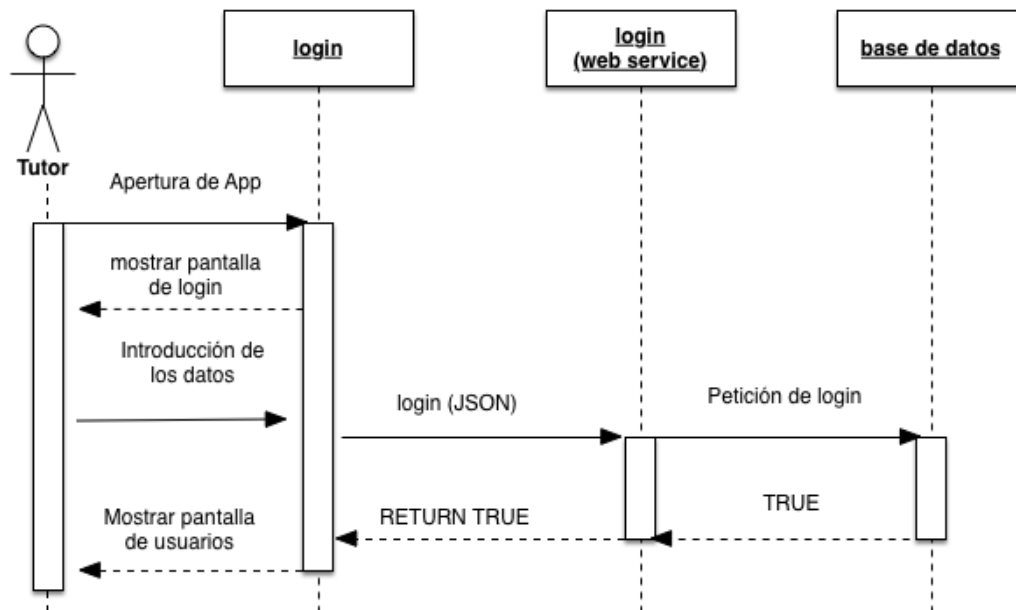 login
login
(web service)
base de datos
Tutor
Apertura de App
mostrar pantalla
de login
Introducción de
los datos
login (JSON)
Petición de login
TRUE
RETURN TRUE
Mostrar pantalla
de usuarios